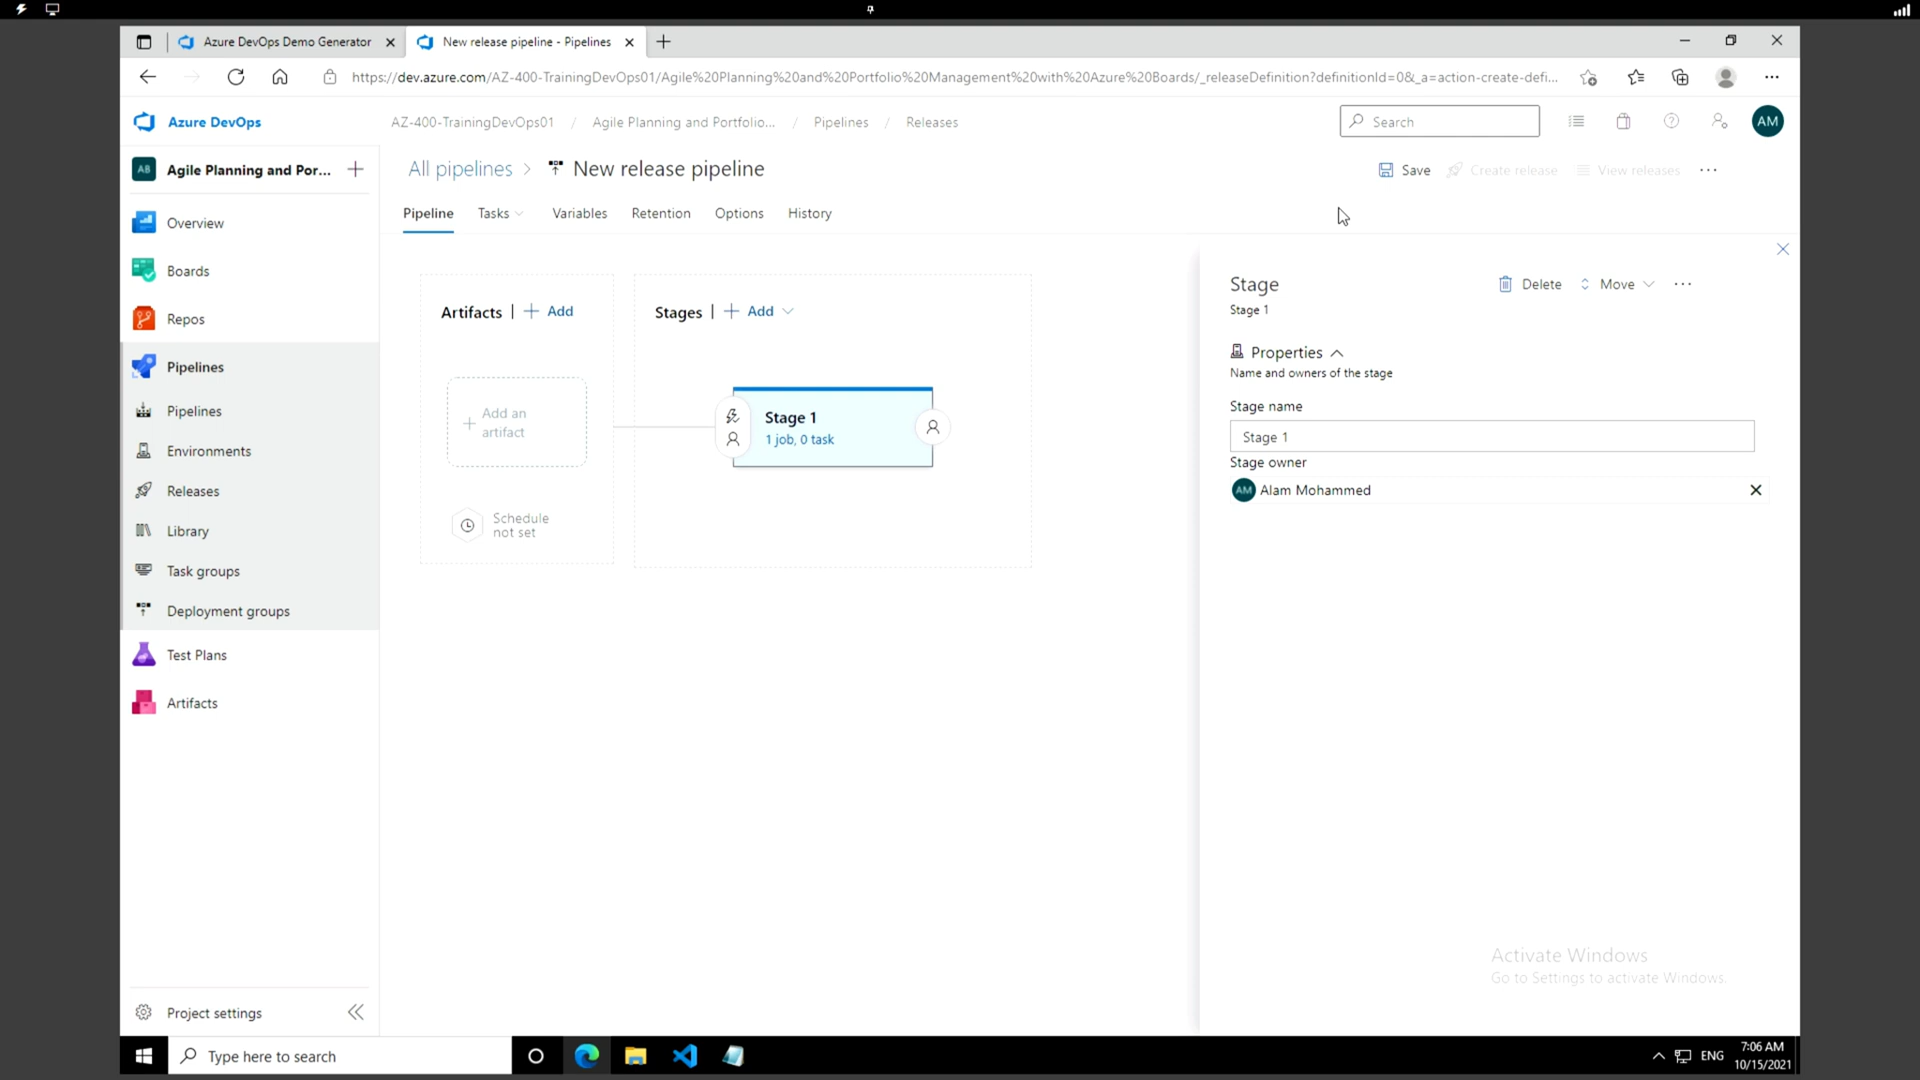 Azure DevOps Demo Generator
New release pipeline - Pipelines
https://dev.azure.com/AZ-400-TrainingDevOps01/Agile%20Planning%20and%20Portfolio%20Management%20with%20Azure%20Boards/_releaseDefinition?definitionId=0&_a=action-create-defi...
Azure DevOps
AZ-400-TrainingDevOps01 / Agile Planning and Portfolio... / Pipelines / Releases
Search
AM
AB
Agile Planning and Por...
Overview
Boards
Repos
Pipelines
Pipelines
Environments
Releases
Library
Task groups
Deployment groups
Test Plans
Artifacts
Project settings
All pipelines > New release pipeline
Save
Create release
View releases
Pipeline
Tasks
Variables
Retention
Options
History
Artifacts | + Add
Add an
artifact
Schedule
not set
Stages | + Add
Stage 1
1 job, 0 task
Stage
Stage 1
Delete
Move
Properties
Name and owners of the stage
Stage name
Stage 1
Stage owner
AM Alam Mohammed
Activate Windows
Go to Settings to activate Windows.
Type here to search
ENG
7:06 AM
10/15/2021